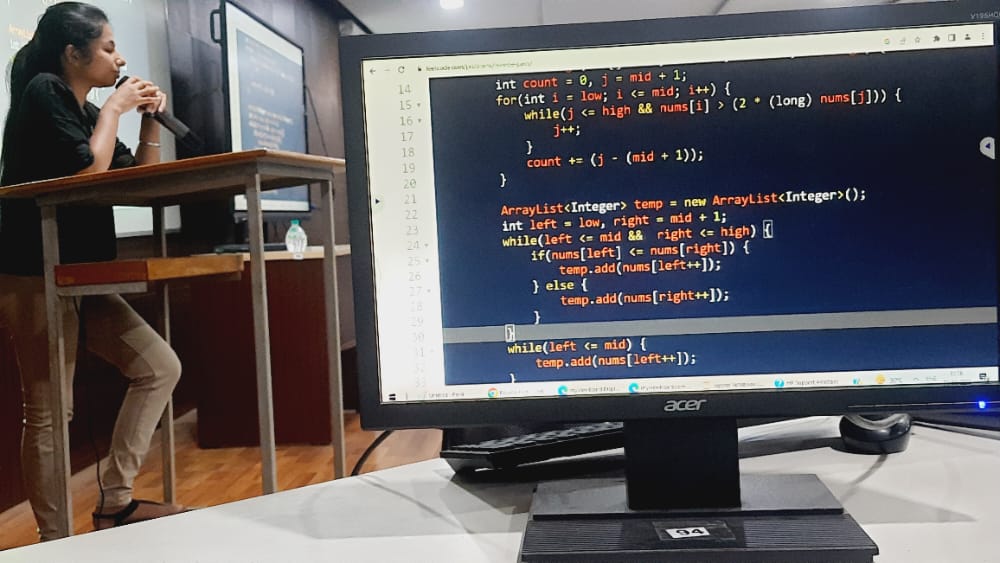 V196HQL
14
int count = 0, j = mid + 1;
15
for(int i = low; i <= mid; i++) {
16
while(j <= high && nums[i] > (2 * (long) nums[j])) {
17
j++;
18
}
19
count += (j - (mid + 1));
20
}
21
22
ArrayList<Integer> temp = new ArrayList<Integer>();
23
int left = low, right = mid + 1;
24
while(left <= mid && right <= high) {
25
if(nums[left] <= nums[right]) {
26
temp.add(nums[left++]);
27
} else {
28
temp.add(nums[right++]);
29
}
30
}
31
while(left <= mid) {
32
temp.add(nums[left++]);
33
}
HP Support Assistant
acer
94